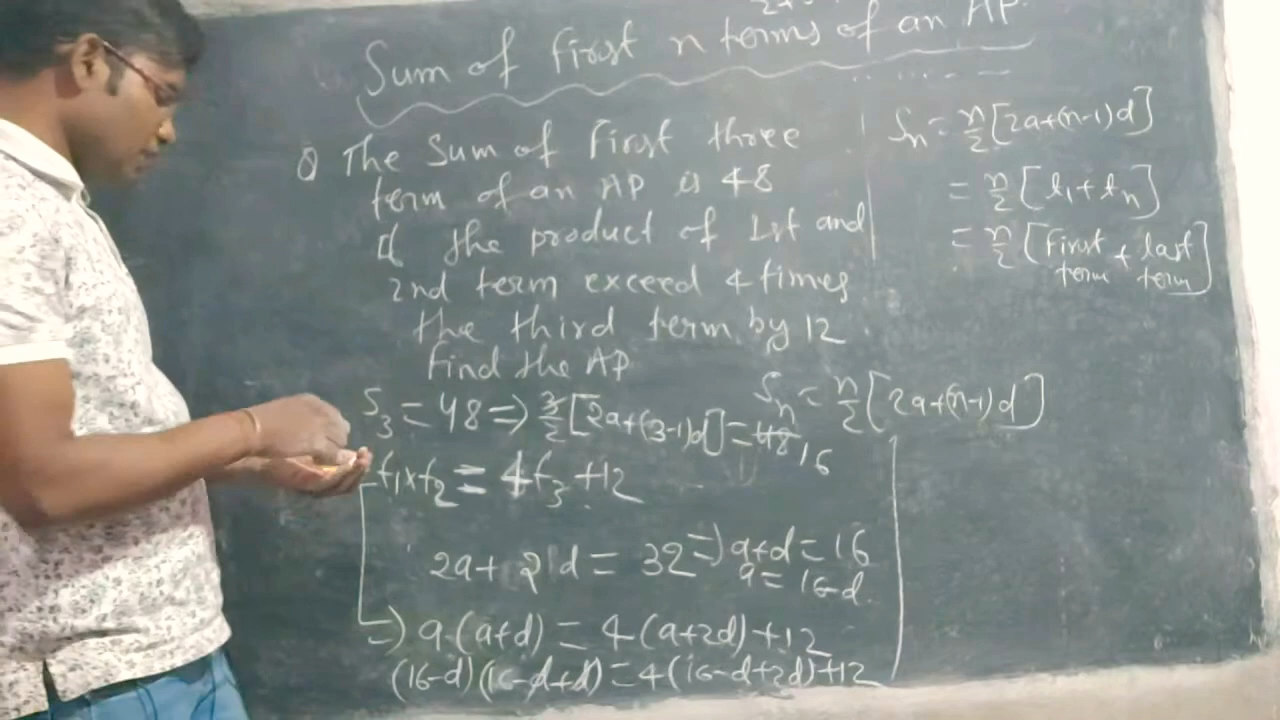 Sum of First n terms of an AP.
Q The Sum of First three
term of an AP is 48
If the product of 1st and
2nd term exceed 4 times
the third term by 12
Find the AP
Sn = n/2 [2a+(n-1)d]
= n/2 [t1 + tn]
= n/2 [First term + last term]
Sn = n/2 [2a+(n-1)d]
S3 = 48 => 3/2 [2a+(3-1)d] = 48 16
t1 x t2 = 4t3 + 12
2a + 2d = 32 => a+d = 16
a = 16-d
=> a.(a+d) = 4(a+2d)+12
(16-d)(16-d+d) = 4(16-d+2d)+12